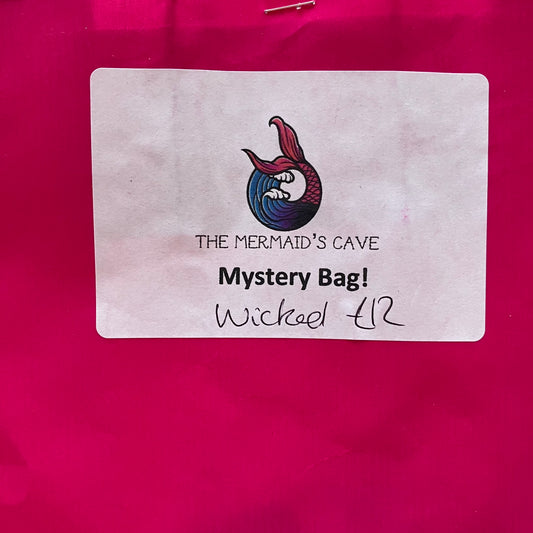 THE MERMAID'S CAVE
Mystery Bag!
Wicked £12